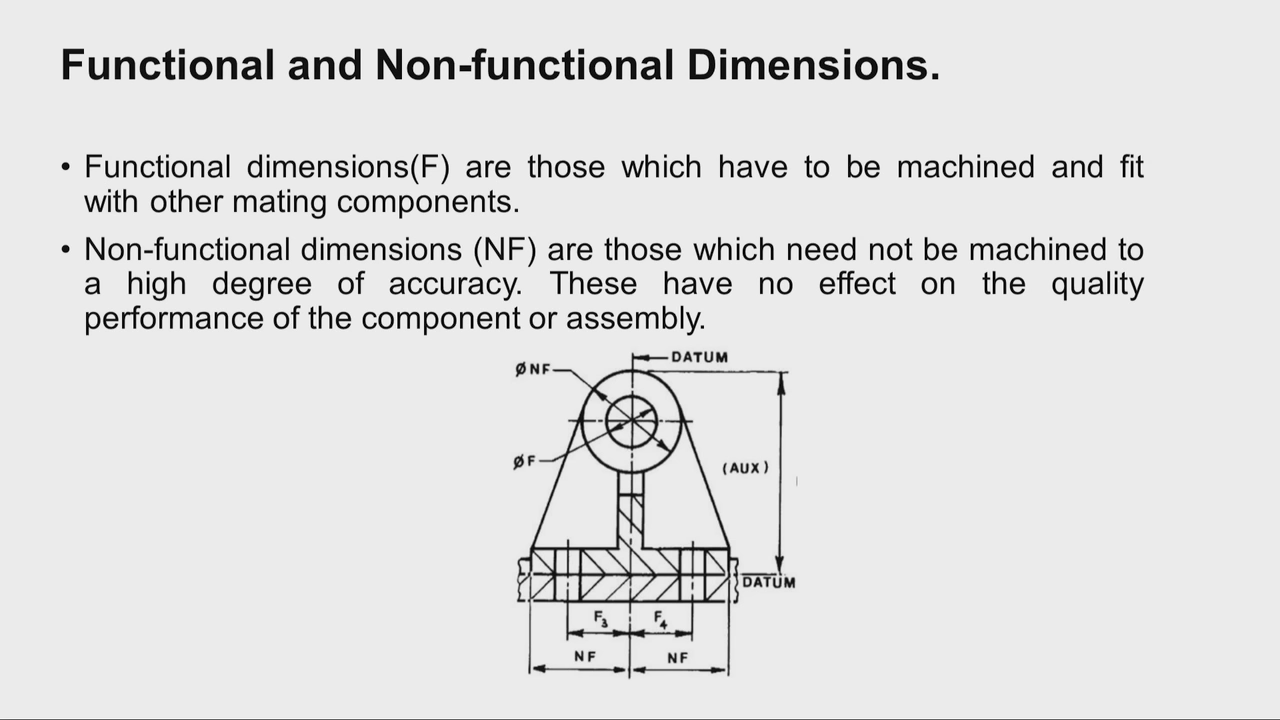 Functional and Non-functional Dimensions.
• Functional dimensions(F) are those which have to be machined and fit
with other mating components.
• Non-functional dimensions (NF) are those which need not be machined to
a high degree of accuracy. These have no effect on the quality
performance of the component or assembly.
DATUM
ØNF
ØF
(AUX)
DATUM
F3 F4
NF NF